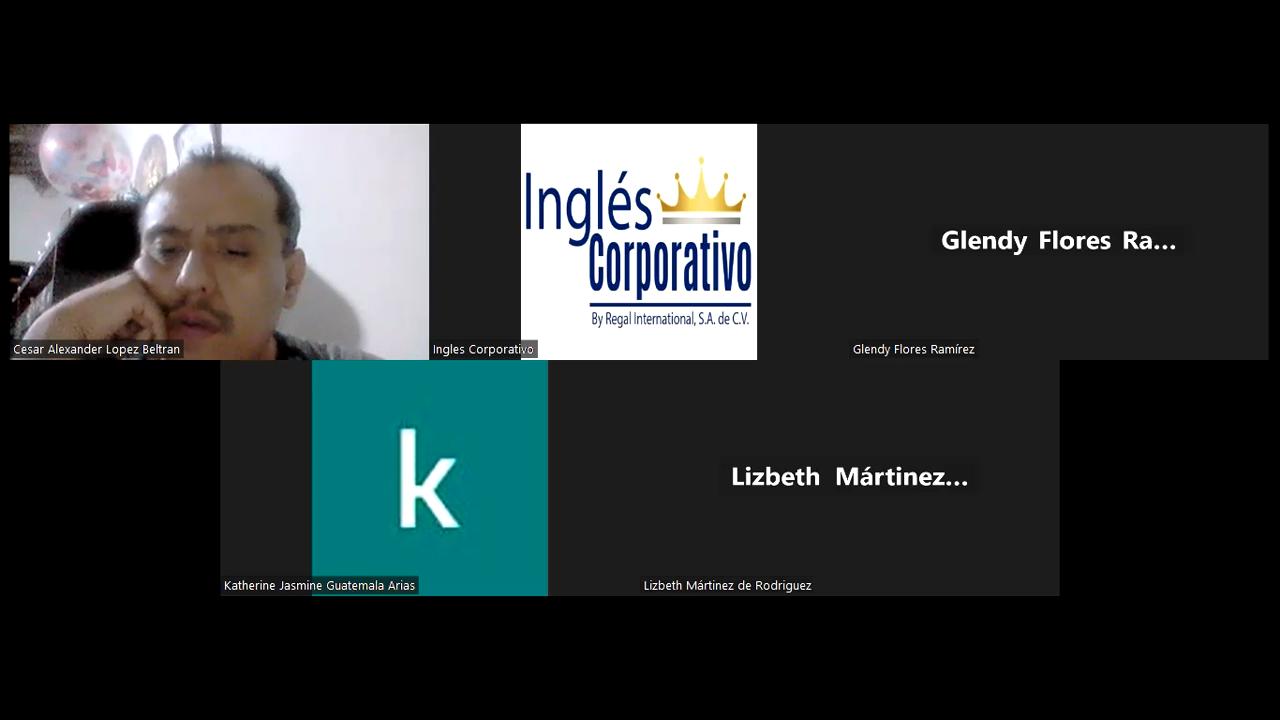 Inglés
Corporativo
By Regal International, S.A. de C.V.
Glendy Flores Ra...
Cesar Alexander Lopez Beltran
Ingles Corporativo
Glendy Flores Ramírez
k
Lizbeth Mártinez...
Katherine Jasmine Guatemala Arias
Lizbeth Mártinez de Rodriguez